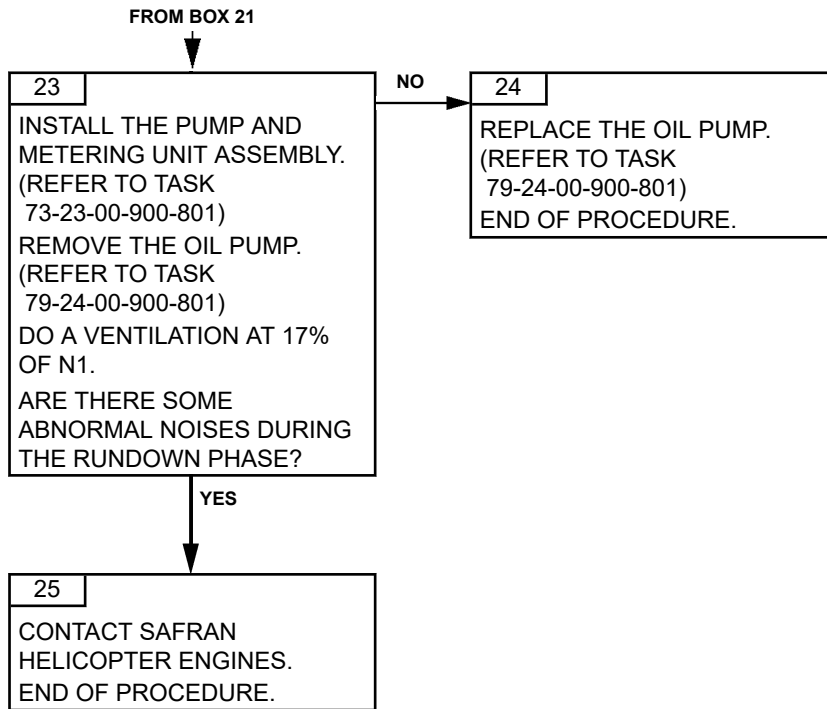 FROM BOX 21
23
INSTALL THE PUMP AND
METERING UNIT ASSEMBLY.
(REFER TO TASK
73-23-00-900-801)
REMOVE THE OIL PUMP.
(REFER TO TASK
79-24-00-900-801)
DO A VENTILATION AT 17%
OF N1.
ARE THERE SOME
ABNORMAL NOISES DURING
THE RUNDOWN PHASE?
NO
24
REPLACE THE OIL PUMP.
(REFER TO TASK
79-24-00-900-801)
END OF PROCEDURE.
YES
25
CONTACT SAFRAN
HELICOPTER ENGINES.
END OF PROCEDURE.